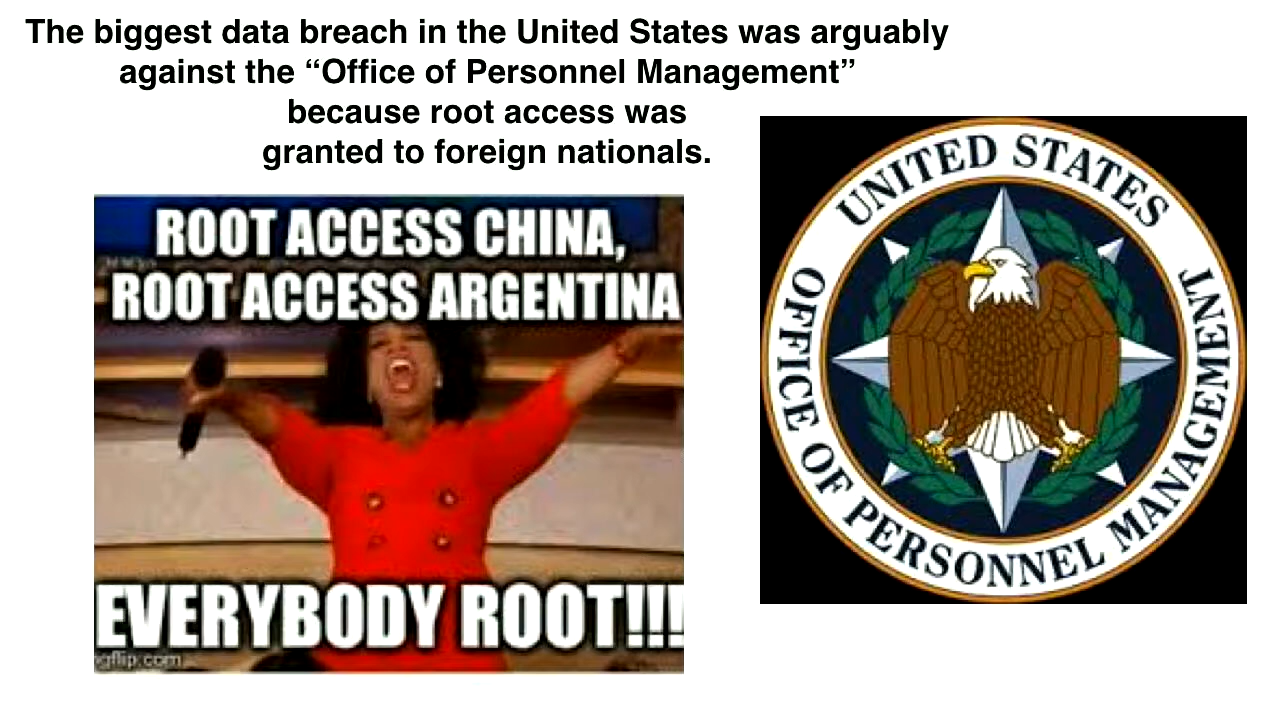 The biggest data breach in the United States was arguably
against the “Office of Personnel Management”
because root access was
granted to foreign nationals.
ROOT ACCESS CHINA,
ROOT ACCESS ARGENTINA
EVERYBODY ROOT!!!
gflip.com
UNITED STATES
OFFICE OF PERSONNEL MANAGEMENT